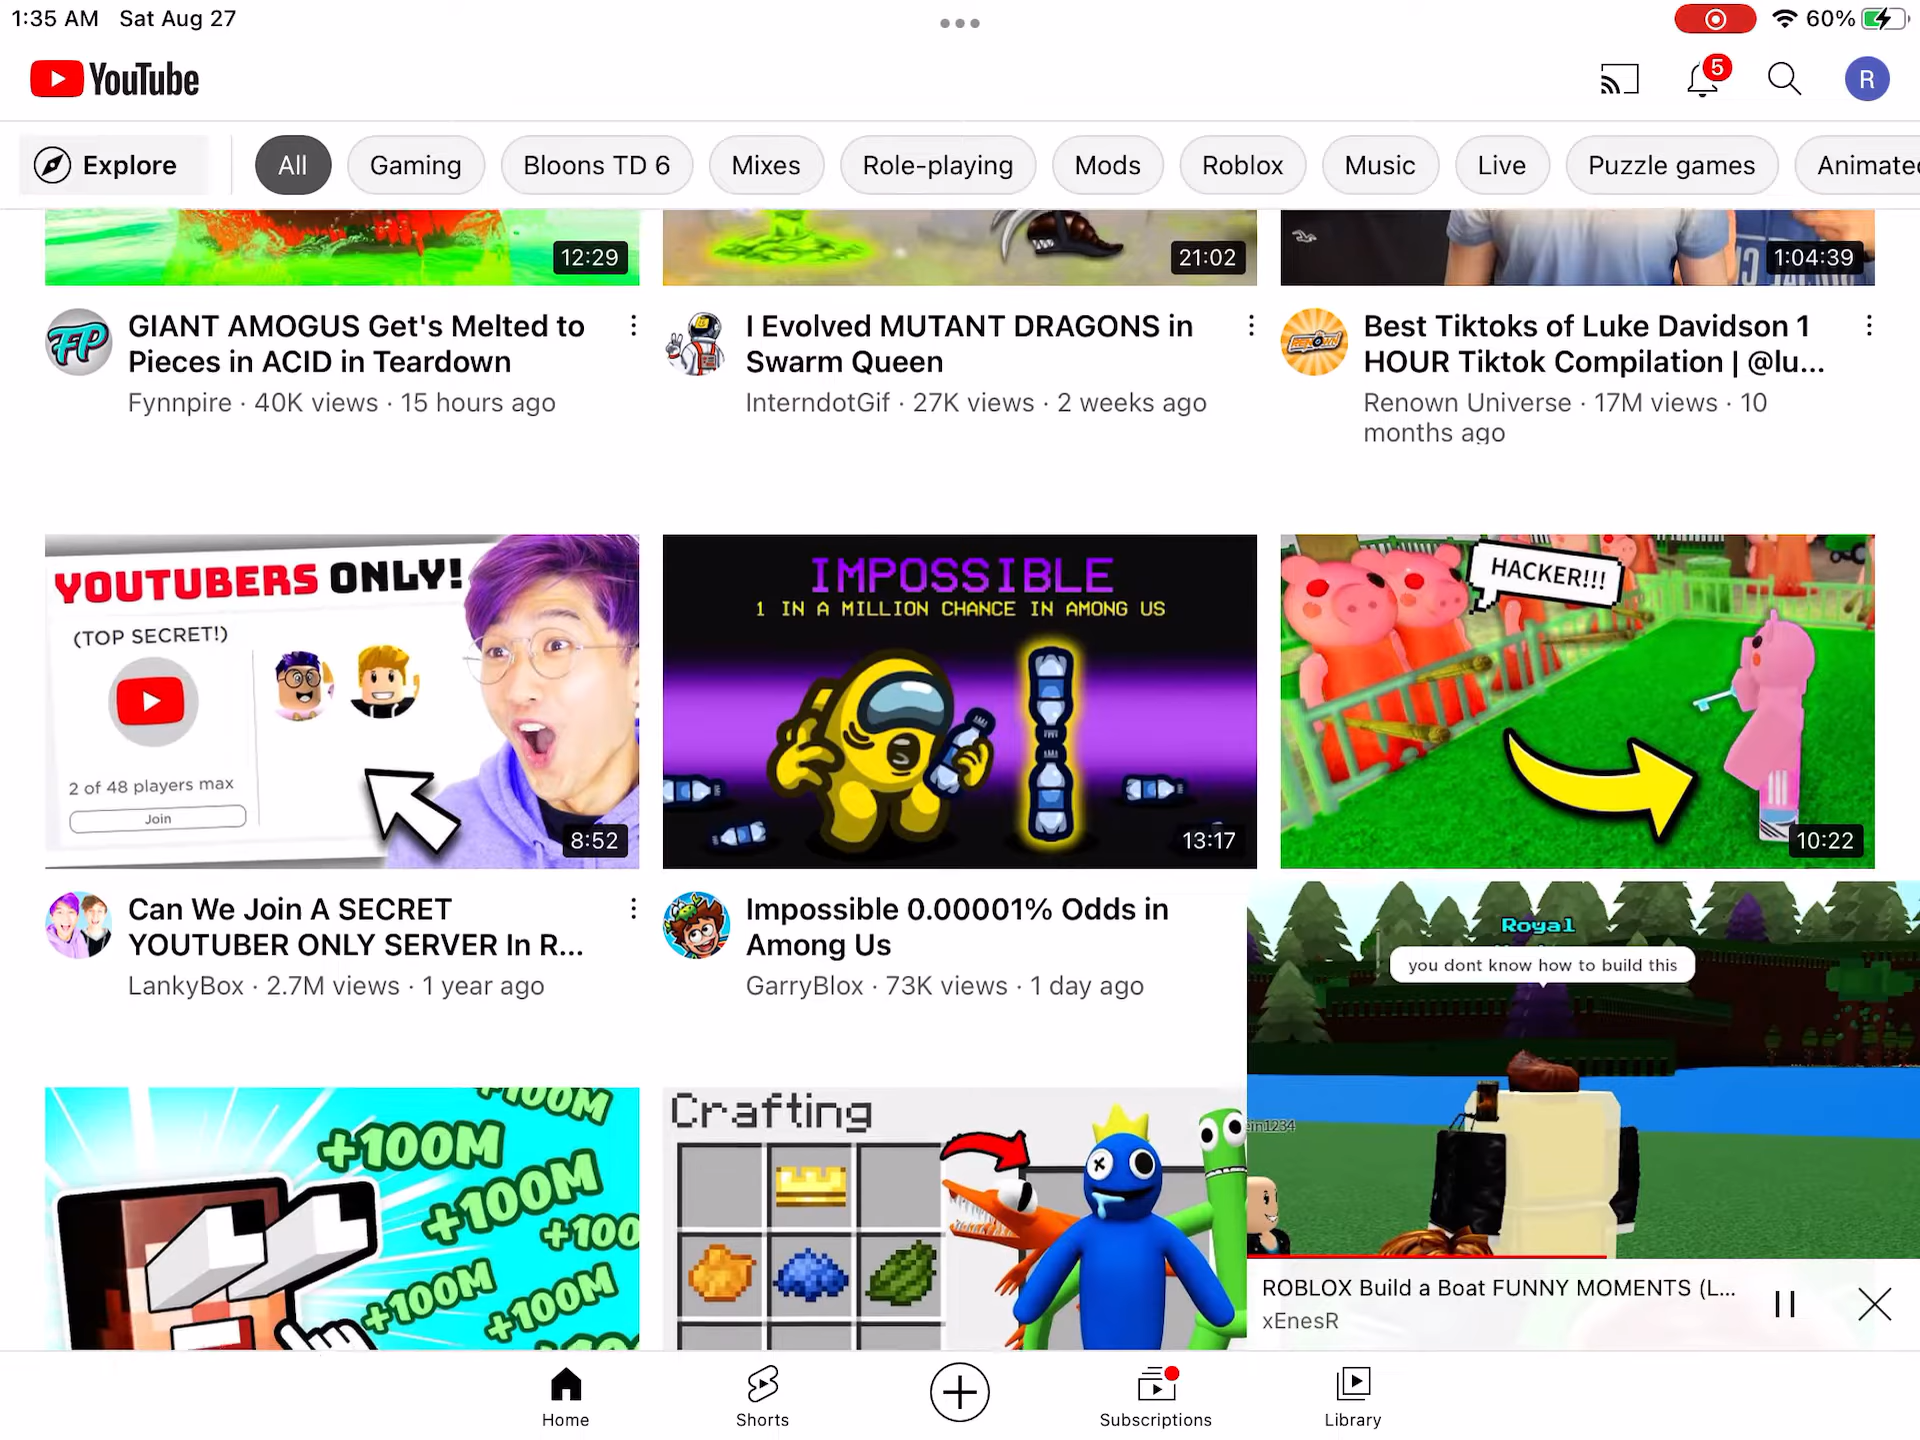 1:35 AM Sat Aug 27
60%
YouTube
5
R
Explore
All
Gaming
Bloons TD 6
Mixes
Role-playing
Mods
Roblox
Music
Live
Puzzle games
Animate
12:29
21:02
1:04:39
FP
GIANT AMOGUS Get's Melted to
Pieces in ACID in Teardown
Fynnpire · 40K views · 15 hours ago
I Evolved MUTANT DRAGONS in
Swarm Queen
InterndotGif · 27K views · 2 weeks ago
RENOWN
Best Tiktoks of Luke Davidson 1
HOUR Tiktok Compilation | @lu...
Renown Universe · 17M views · 10
months ago
YOUTUBERS ONLY!
(TOP SECRET!)
2 of 48 players max
Join
8:52
IMPOSSIBLE
1 IN A MILLION CHANCE IN AMONG US
13:17
HACKER!!!
10:22
Can We Join A SECRET
YOUTUBER ONLY SERVER In R...
LankyBox · 2.7M views · 1 year ago
Impossible 0.00001% Odds in
Among Us
GarryBlox · 73K views · 1 day ago
Royal
you dont know how to build this
in1234
+100M
+100M
+100M
+100
+100M
+100M
Crafting
ROBLOX Build a Boat FUNNY MOMENTS (L...
xEnesR
Home
Shorts
Subscriptions
Library